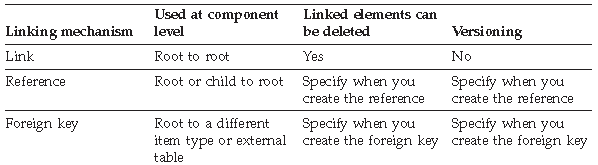 Linking mechanism Used at component level Linked elements can be deleted Versioning
Link Root to root Yes No
Reference Root or child to root Specify when you create the reference Specify when you create the reference
Foreign key Root to a different item type or external table Specify when you create the foreign key Specify when you create the foreign key